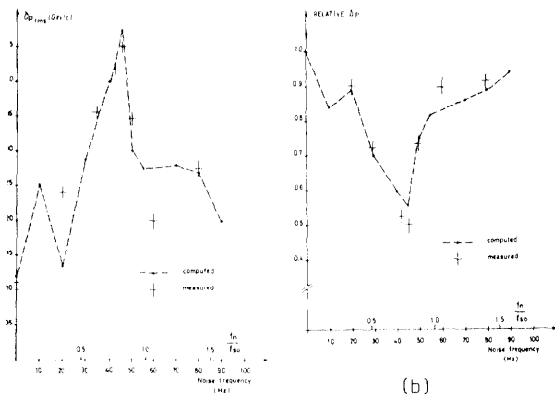 Δp rms (GeV/c)
computed
measured
0.5
1.0
1.5
fn
fso
10 20 30 40 50 60 70 80 90 100
Noise frequency
(Hz)
RELATIVE Δp
1.0
0.9
0.8
0.7
0.6
0.5
0.4
computed
measured
0.5
1.0
1.5
fn
fso
10 20 30 40 50 60 70 80 90 100
Noise frequency
(Hz)
(b)